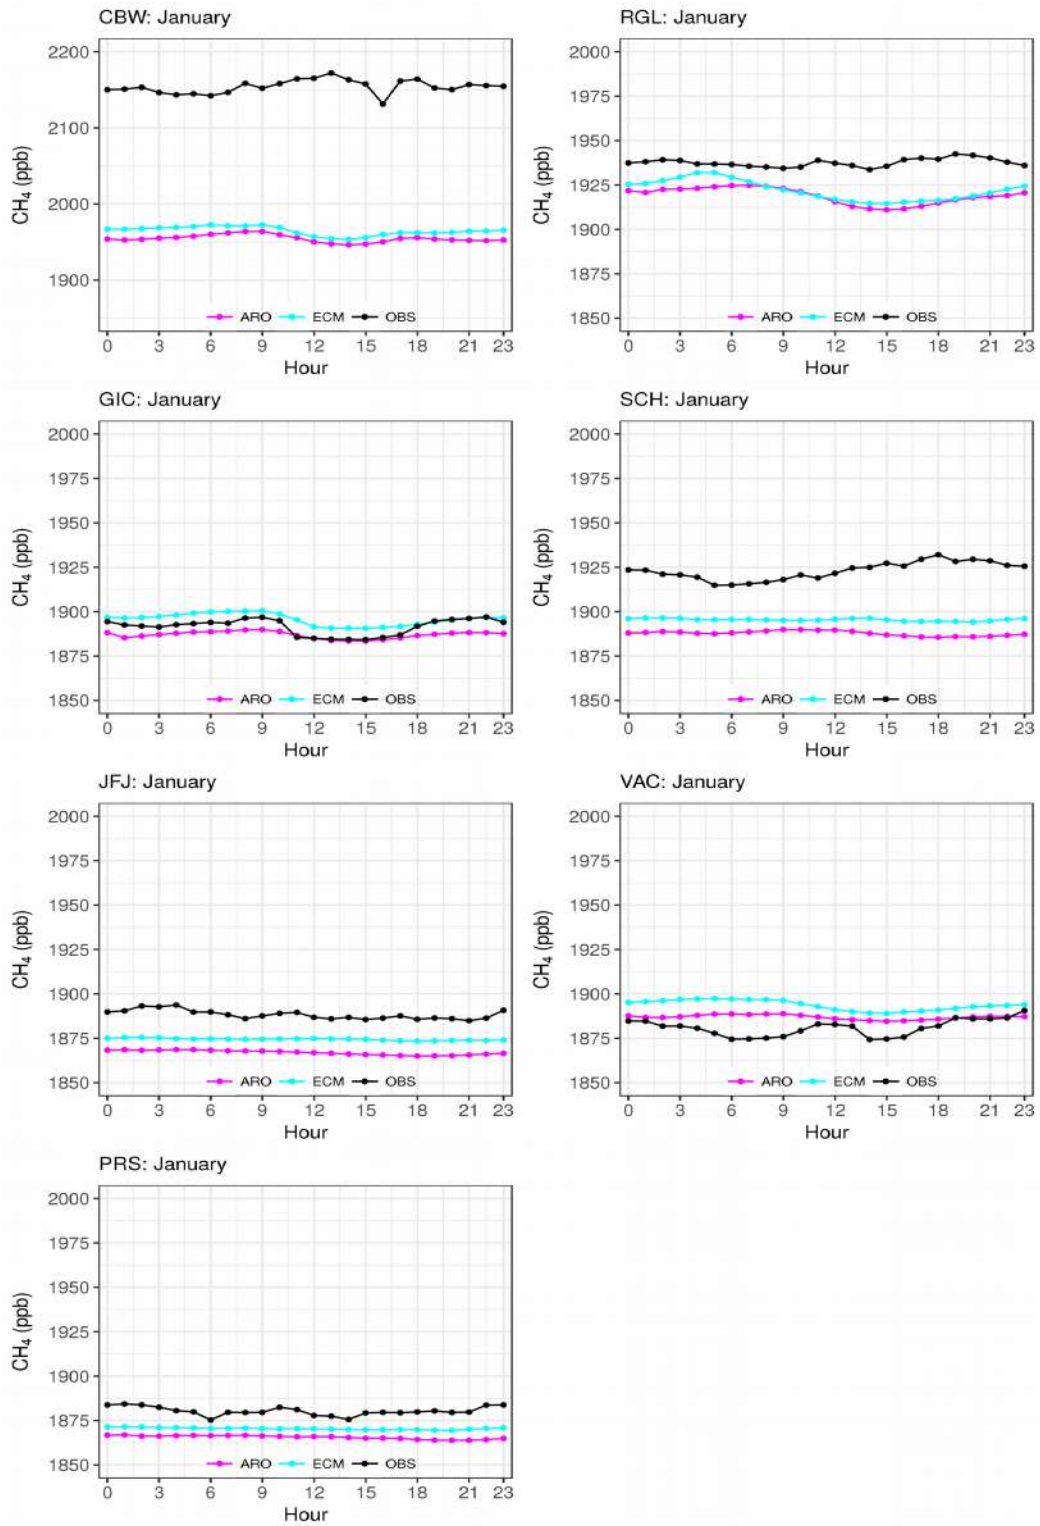 CBW: January
CH₄ (ppb)
2200
2100
2000
1900
ARO ECM OBS
0 3 6 9 12 15 18 21 23
Hour
RGL: January
CH₄ (ppb)
2000
1975
1950
1925
1900
1875
1850
ARO ECM OBS
0 3 6 9 12 15 18 21 23
Hour
GIC: January
CH₄ (ppb)
2000
1975
1950
1925
1900
1875
1850
ARO ECM OBS
0 3 6 9 12 15 18 21 23
Hour
SCH: January
CH₄ (ppb)
2000
1975
1950
1925
1900
1875
1850
ARO ECM OBS
0 3 6 9 12 15 18 21 23
Hour
JFJ: January
CH₄ (ppb)
2000
1975
1950
1925
1900
1875
1850
ARO ECM OBS
0 3 6 9 12 15 18 21 23
Hour
VAC: January
CH₄ (ppb)
2000
1975
1950
1925
1900
1875
1850
ARO ECM OBS
0 3 6 9 12 15 18 21 23
Hour
PRS: January
CH₄ (ppb)
2000
1975
1950
1925
1900
1875
1850
ARO ECM OBS
0 3 6 9 12 15 18 21 23
Hour